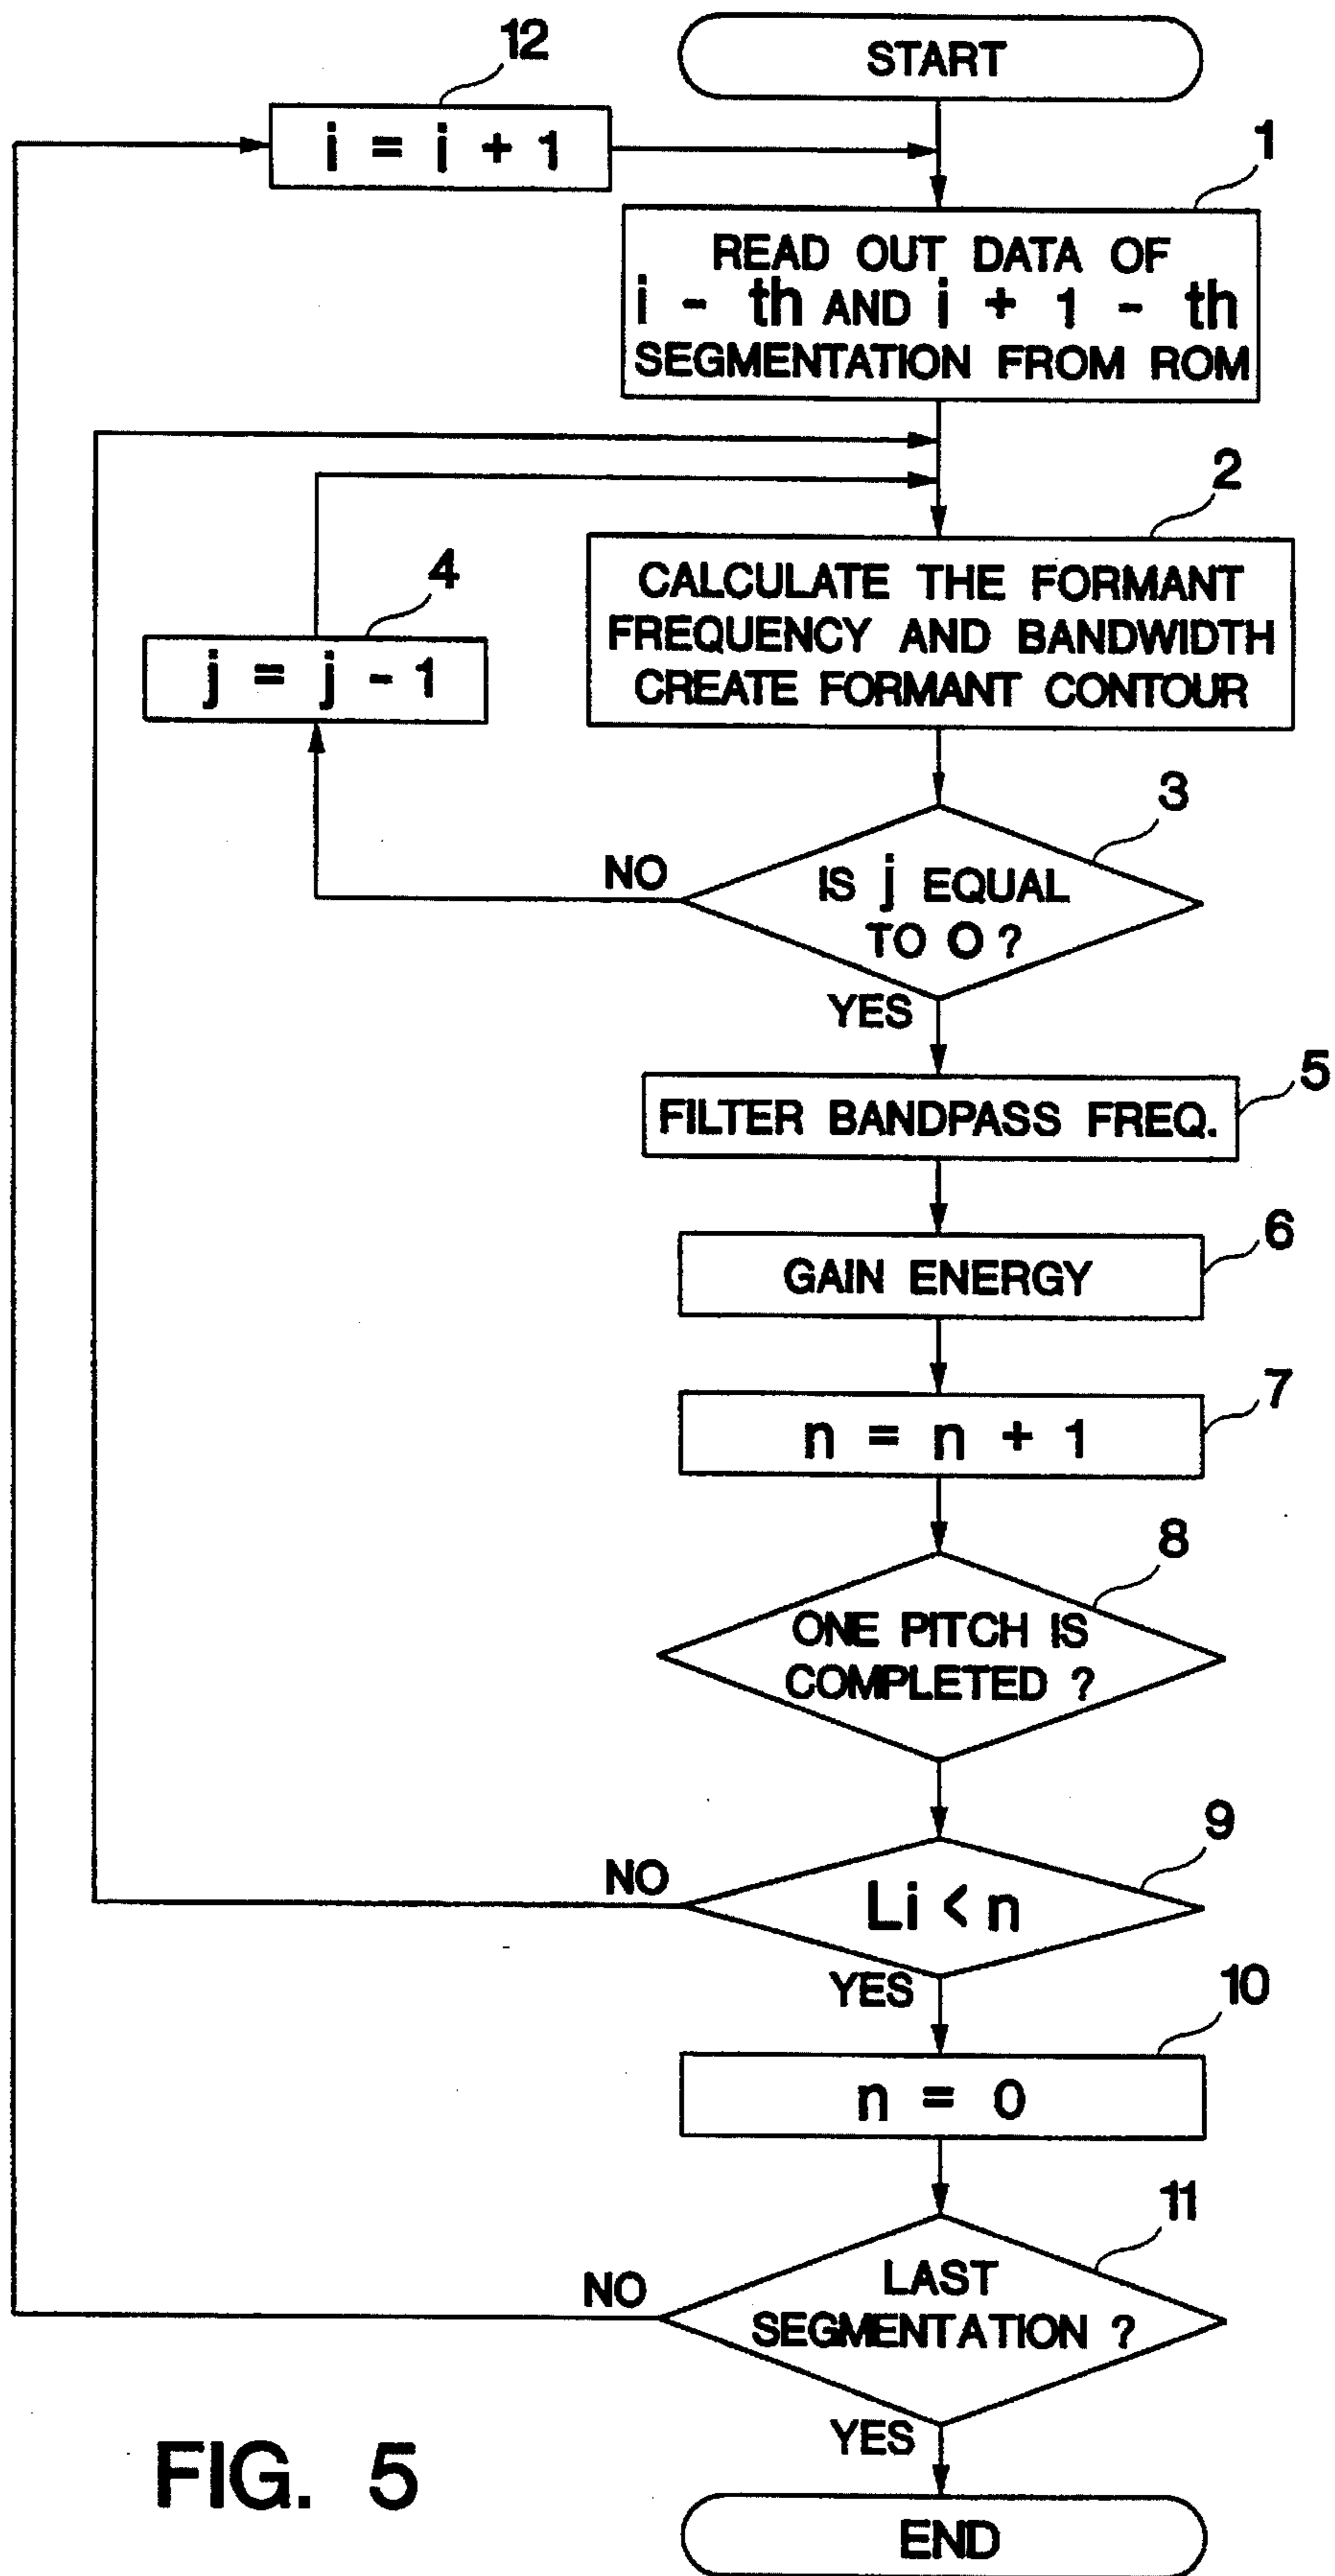 START
12
i = i + 1
1
READ OUT DATA OF
i - th AND i + 1 - th
SEGMENTATION FROM ROM
2
CALCULATE THE FORMANT
FREQUENCY AND BANDWIDTH
CREATE FORMANT CONTOUR
4
j = j - 1
3
NO
IS j EQUAL
TO 0 ?
YES
5
FILTER BANDPASS FREQ.
6
GAIN ENERGY
7
n = n + 1
8
ONE PITCH IS
COMPLETED ?
9
NO
Li < n
YES
10
n = 0
11
NO
LAST
SEGMENTATION ?
YES
END
FIG. 5